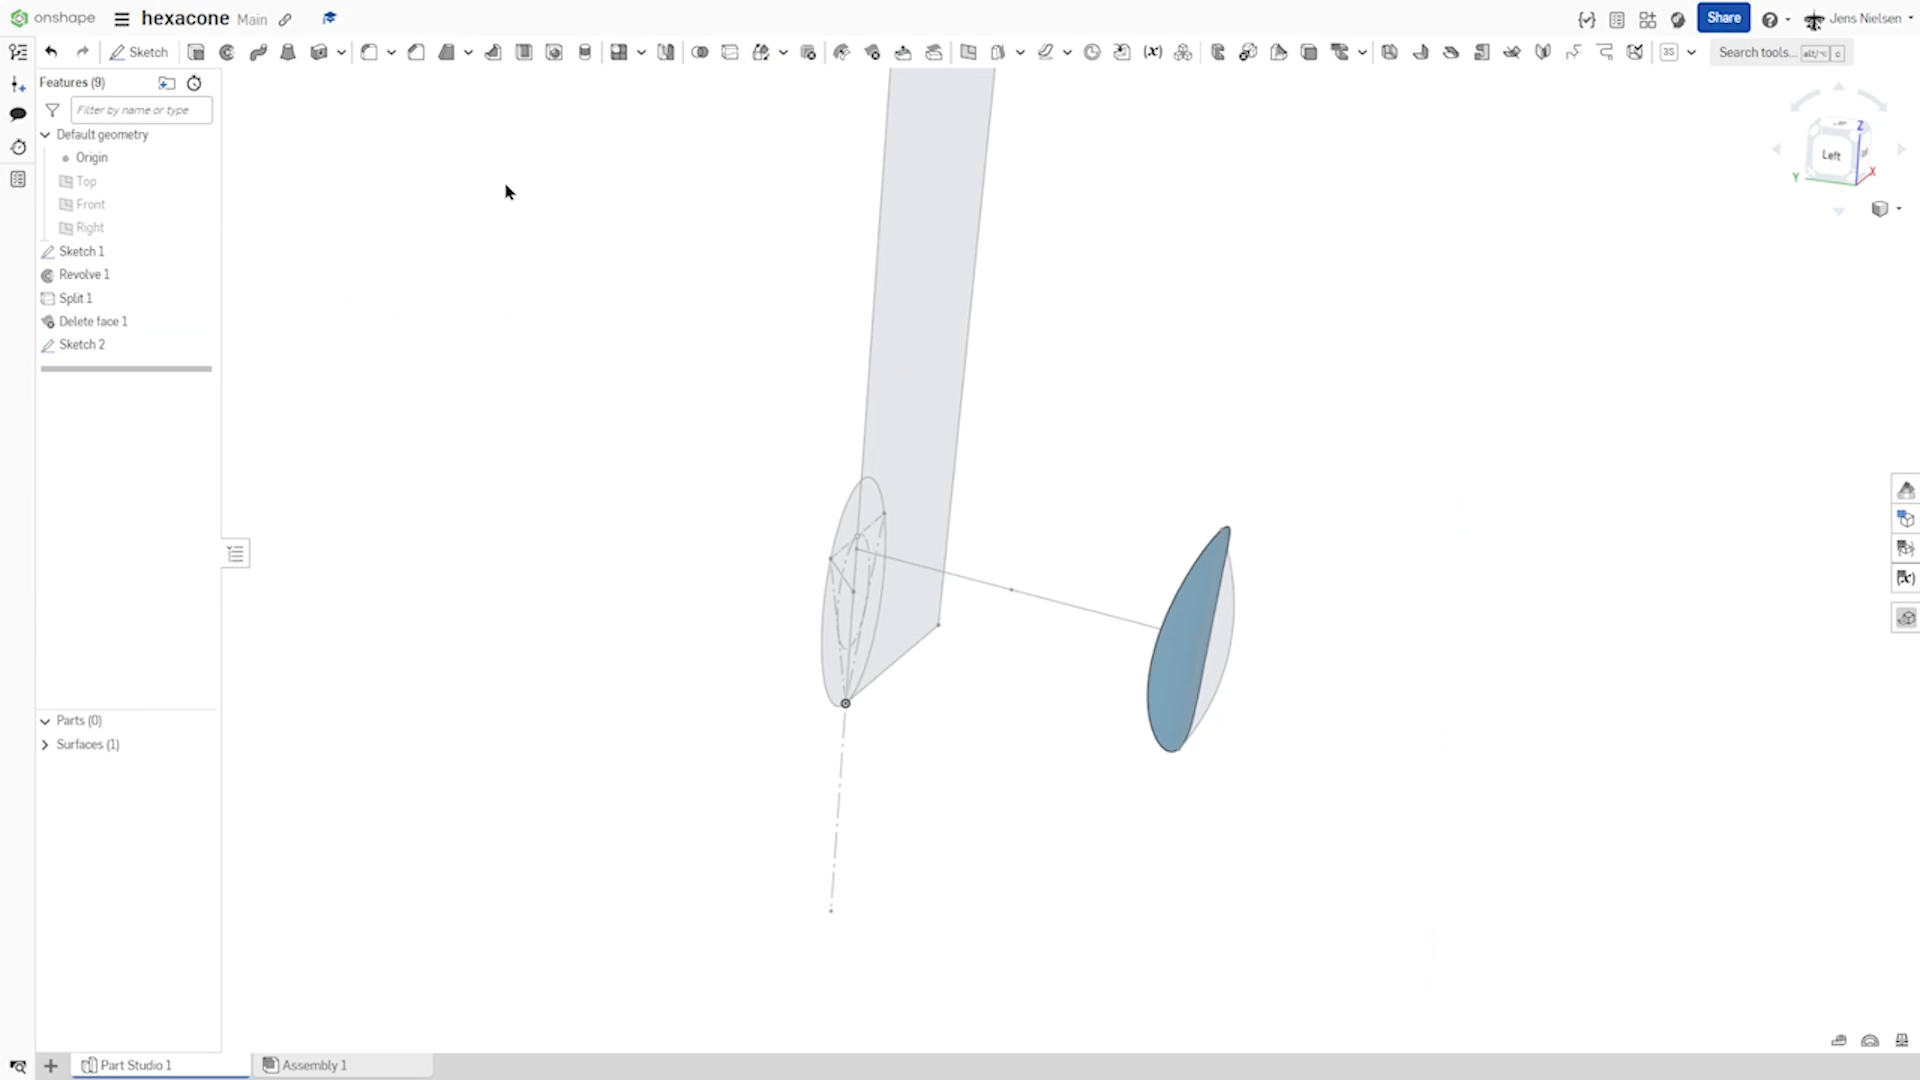 onshape hexacone Main Share Jens Nielsen
Sketch (x) 3S Search tools... alt/⌥ c
Features (9)
Filter by name or type
Default geometry
Origin
Top
Front
Right
Sketch 1
Revolve 1
Split 1
Delete face 1
Sketch 2
Z
Left
Y X
(x)
Parts (0)
Surfaces (1)
Part Studio 1 Assembly 1